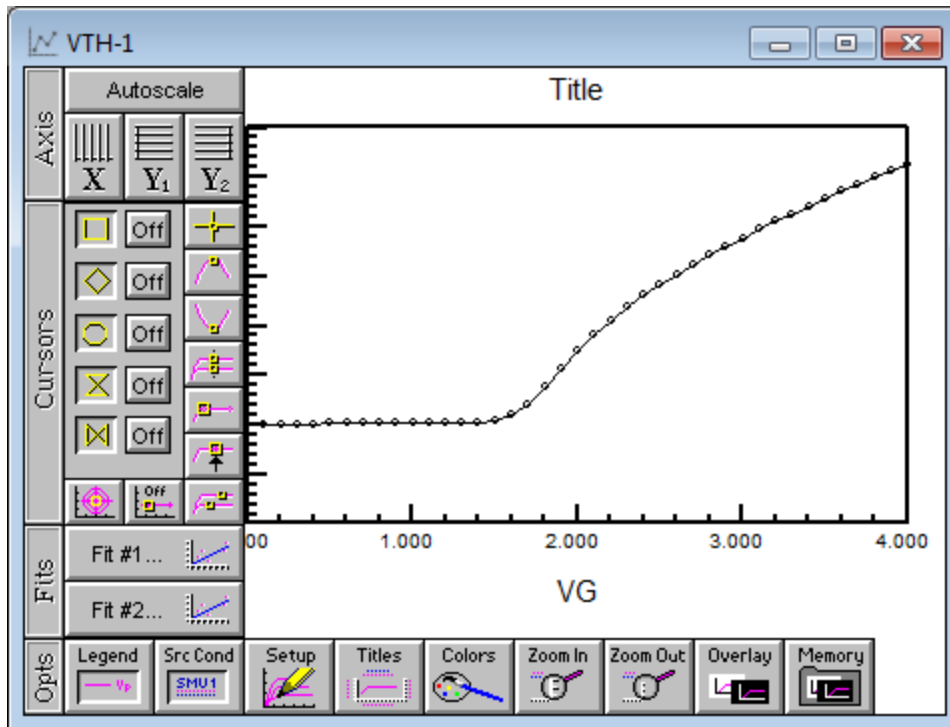 VTH-1
Axis
Autoscale
X Y1 Y2
Title
Cursors
Off
Off
Off
Off
Off
Off
00 1.000 2.000 3.000 4.000
VG
Fits
Fit #1...
Fit #2...
Opts
Legend Src Cond Setup Titles Colors Zoom In Zoom Out Overlay Memory
VP SMU1